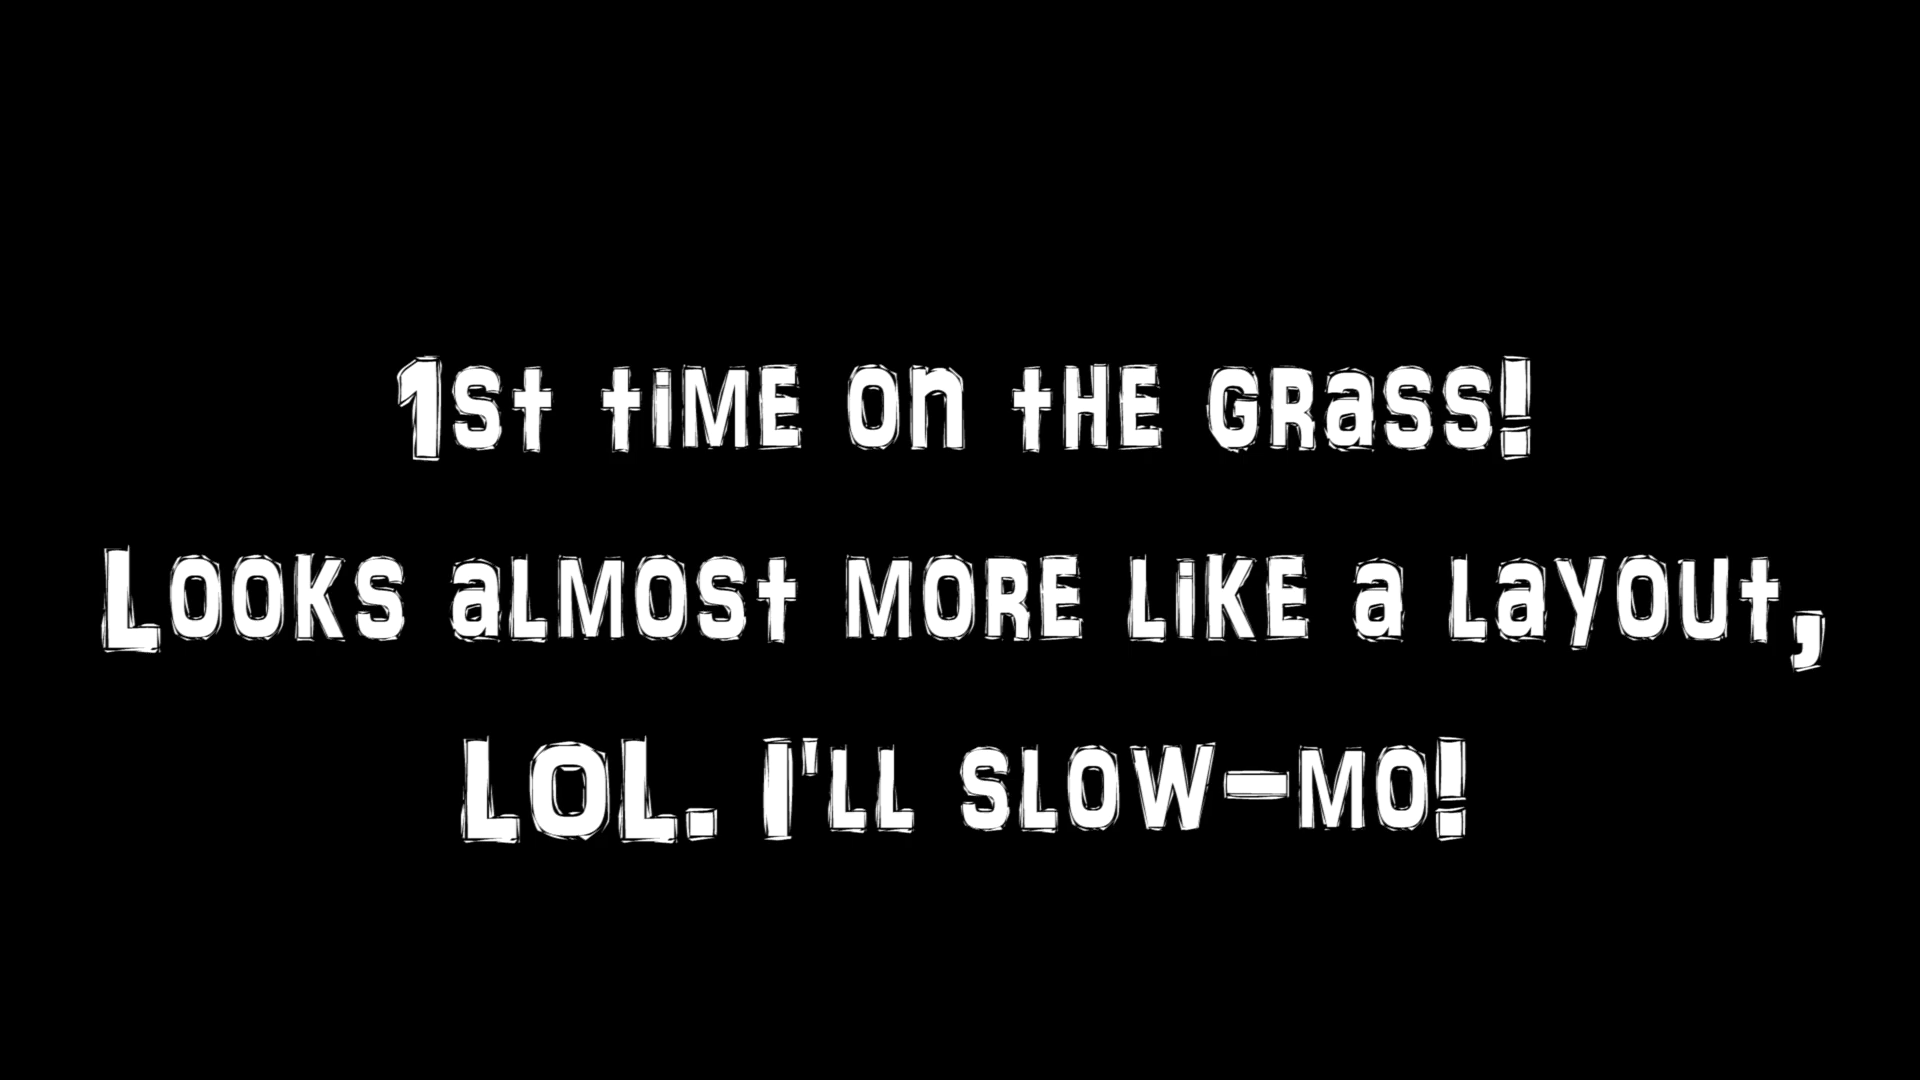 1st time on the grass!
Looks almost more like a layout,
LOL. I'll slow-mo!